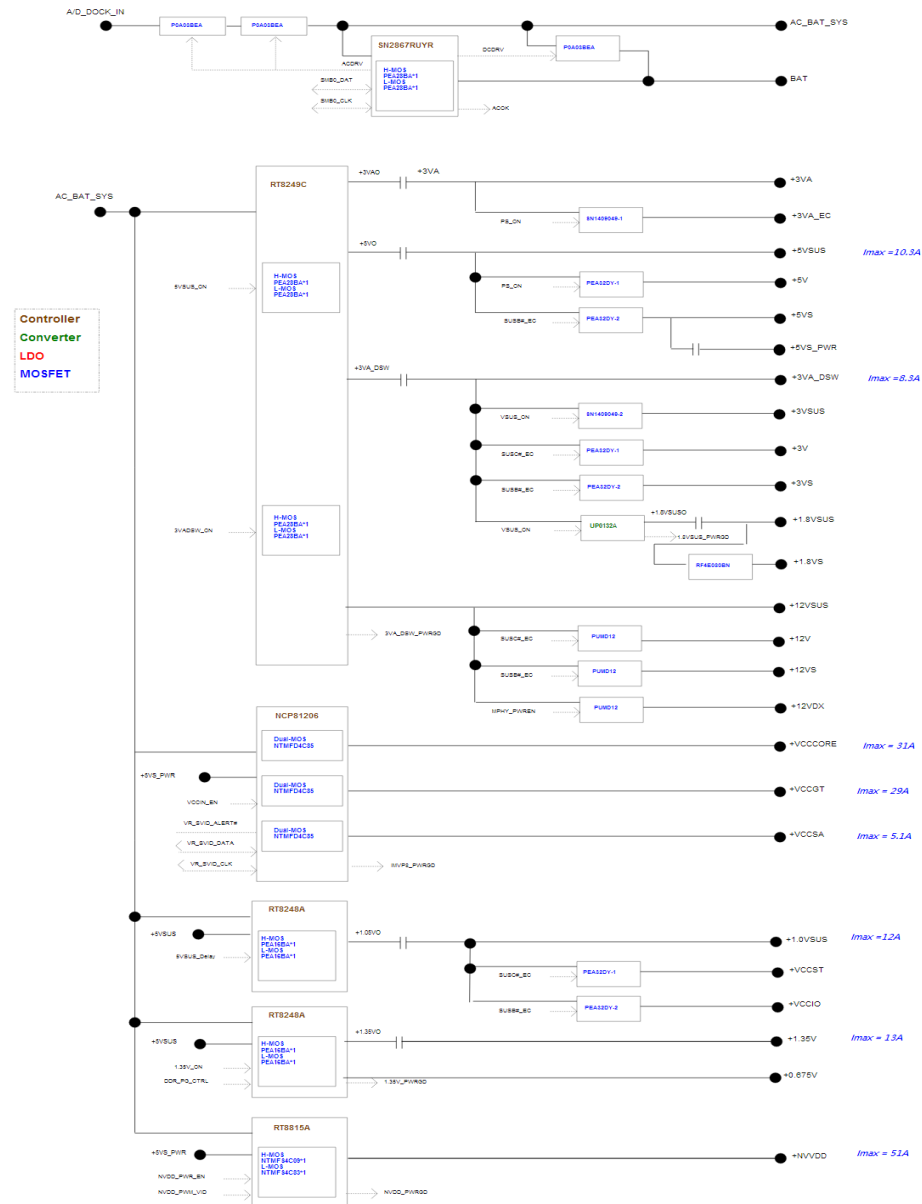 A/D_DOCK_IN
P0A03BEA
P0A03BEA
AC_BAT_SYS
SN2867RUYR
DCDRV
P0A03BEA
ACDRV
H-MOS
PEA28BA*1
L-MOS
PEA28BA*1
SMB0_DAT
SMB0_CLK
BAT
ACOK
AC_BAT_SYS
RT8249C
+3VAO
+3VA
+3VA
PS_ON
SN1409049-1
+3VA_EC
+5VO
+5VSUS
Imax =10.3A
5VSUS_ON
H-MOS
PEA28BA*1
L-MOS
PEA28BA*1
PS_ON
PEA32DY-1
+5V
SUSB#_EC
PEA32DY-2
+5VS
+5VS_PWR
Controller
Converter
LDO
MOSFET
+3VA_DSW
+3VA_DSW
Imax =8.3A
VSUS_ON
SN1409049-2
+3VSUS
SUSC#_EC
PEA32DY-1
+3V
SUSB#_EC
PEA32DY-2
+3VS
3VADSW_ON
H-MOS
PEA28BA*1
L-MOS
PEA28BA*1
VSUS_ON
UP0132A
+1.8VSUSO
1.8VSUS_PWRGD
+1.8VSUS
RF4E080BN
+1.8VS
+12VSUS
3VA_DSW_PWRGD
SUSC#_EC
PUMD12
+12V
SUSB#_EC
PUMD12
+12VS
MPHY_PWREN
PUMD12
+12VDX
NCP81206
Dual-MOS
NTMFD4C85
+VCCCORE
Imax = 31A
+5VS_PWR
VCCIN_EN
Dual-MOS
NTMFD4C85
+VCCGT
Imax = 29A
VR_SVID_ALERT#
VR_SVID_DATA
VR_SVID_CLK
Dual-MOS
NTMFD4C85
+VCCSA
Imax = 5.1A
IMVP8_PWRGD
RT8248A
+5VSUS
5VSUS_Delay
H-MOS
PEA16BA*1
L-MOS
PEA16BA*1
+1.05VO
+1.0VSUS
Imax =12A
SUSC#_EC
PEA32DY-1
+VCCST
SUSB#_EC
PEA32DY-2
+VCCIO
RT8248A
+5VSUS
1.35V_ON
DDR_PG_CTRL
H-MOS
PEA16BA*1
L-MOS
PEA16BA*1
+1.35VO
+1.35V
Imax = 13A
1.35V_PWRGD
+0.675V
RT8815A
+5VS_PWR
NVDD_PWR_EN
NVDD_PWM_VID
H-MOS
NTMFS4C09*1
L-MOS
NTMFS4C83*1
+NVVDD
Imax = 51A
NVDD_PWRGD